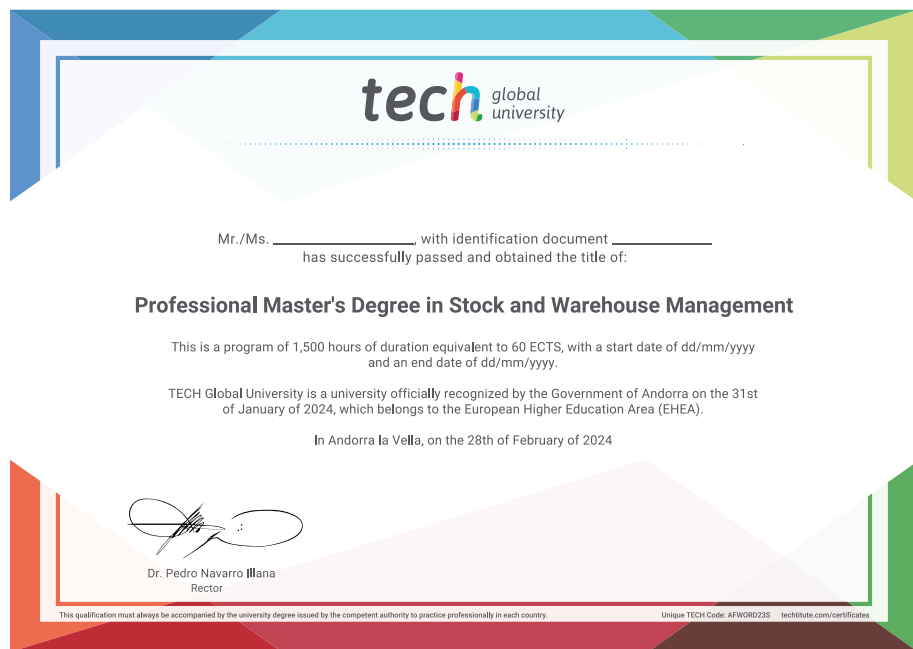 tech global
university
Mr./Ms. __________________, with identification document _____________
has successfully passed and obtained the title of:
Professional Master's Degree in Stock and Warehouse Management
This is a program of 1,500 hours of duration equivalent to 60 ECTS, with a start date of dd/mm/yyyy
and an end date of dd/mm/yyyy.
TECH Global University is a university officially recognized by the Government of Andorra on the 31st
of January of 2024, which belongs to the European Higher Education Area (EHEA).
In Andorra la Vella, on the 28th of February of 2024
Dr. Pedro Navarro Illana
Rector
This qualification must always be accompanied by the university degree issued by the competent authority to practice professionally in each country. Unique TECH Code: AFWORD23S techtitute.com/certificates